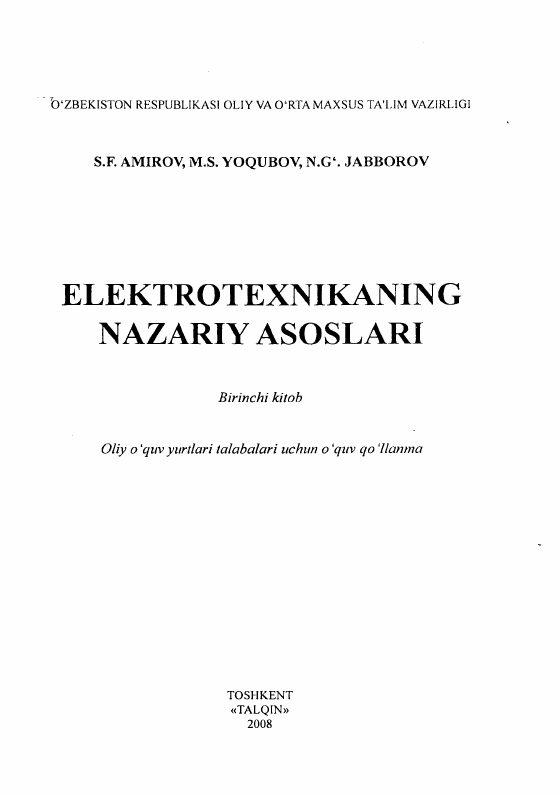 O‘ZBEKISTON RESPUBLIKASI OLIY VA O‘RTA MAXSUS TA'LIM VAZIRLIGI
S.F. AMIROV, M.S. YOQUBOV, N.G‘. JABBOROV
ELEKTROTEXNIKANING
NAZARIY ASOSLARI
Birinchi kitob
Oliy o‘quv yurtlari talabalari uchun o‘quv qo‘llanma
TOSHKENT
«TALQIN»
2008